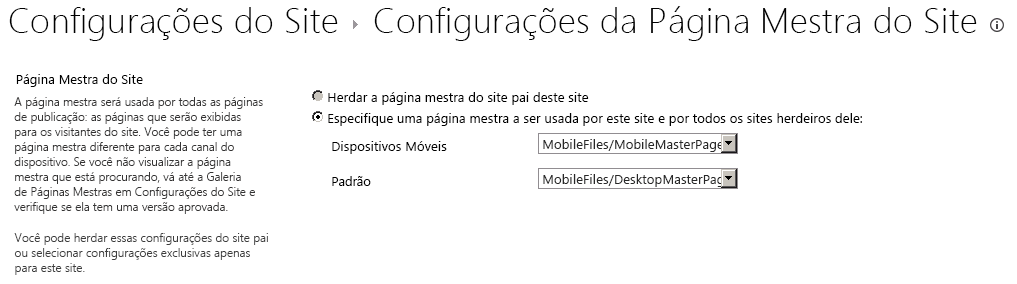 Configurações do Site ▸ Configurações da Página Mestra do Site
Página Mestra do Site
A página mestra será usada por todas as páginas
de publicação: as páginas que serão exibidas
para os visitantes do site. Você pode ter uma
página mestra diferente para cada canal do
dispositivo. Se você não visualizar a página
mestra que está procurando, vá até a Galeria
de Páginas Mestras em Configurações do Site e
verifique se ela tem uma versão aprovada.
Você pode herdar essas configurações do site pai
ou selecionar configurações exclusivas apenas
para este site.
Herdar a página mestra do site pai deste site
Especifique uma página mestra a ser usada por este site e por todos os sites herdeiros dele:
Dispositivos Móveis MobileFiles/MobileMasterPage
Padrão MobileFiles/DesktopMasterPag